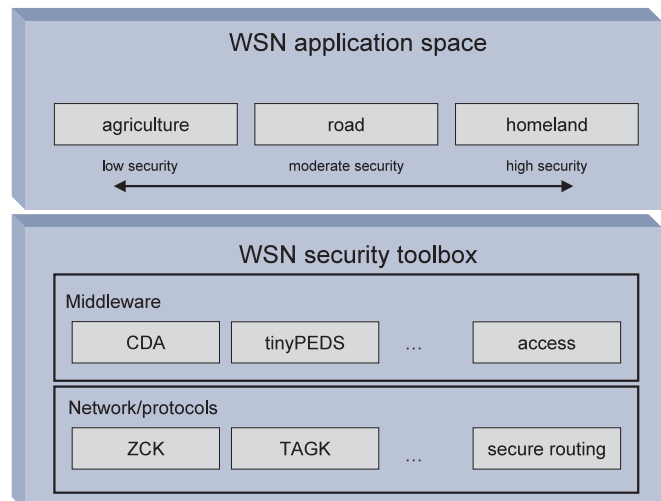 WSN application space
agriculture road homeland
low security moderate security high security
WSN security toolbox
Middleware
CDA tinyPEDS … access
Network/protocols
ZCK TAGK … secure routing